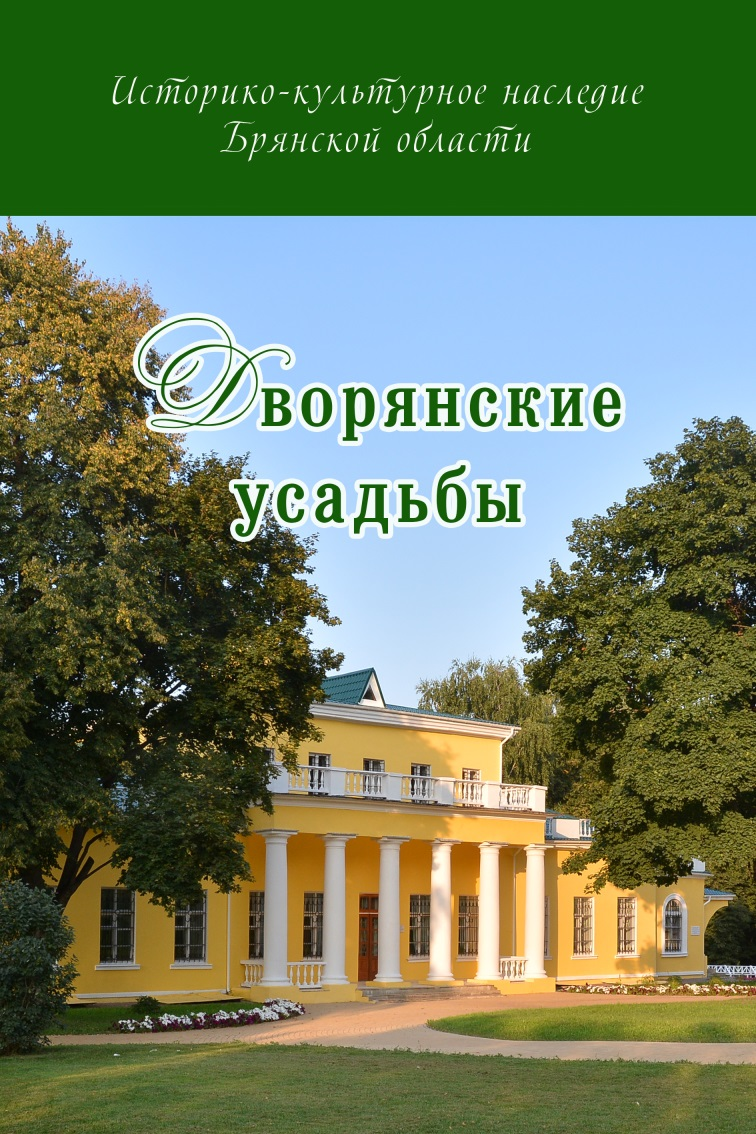 Историко-культурное наследие
Брянской области
Дворянские
усадьбы